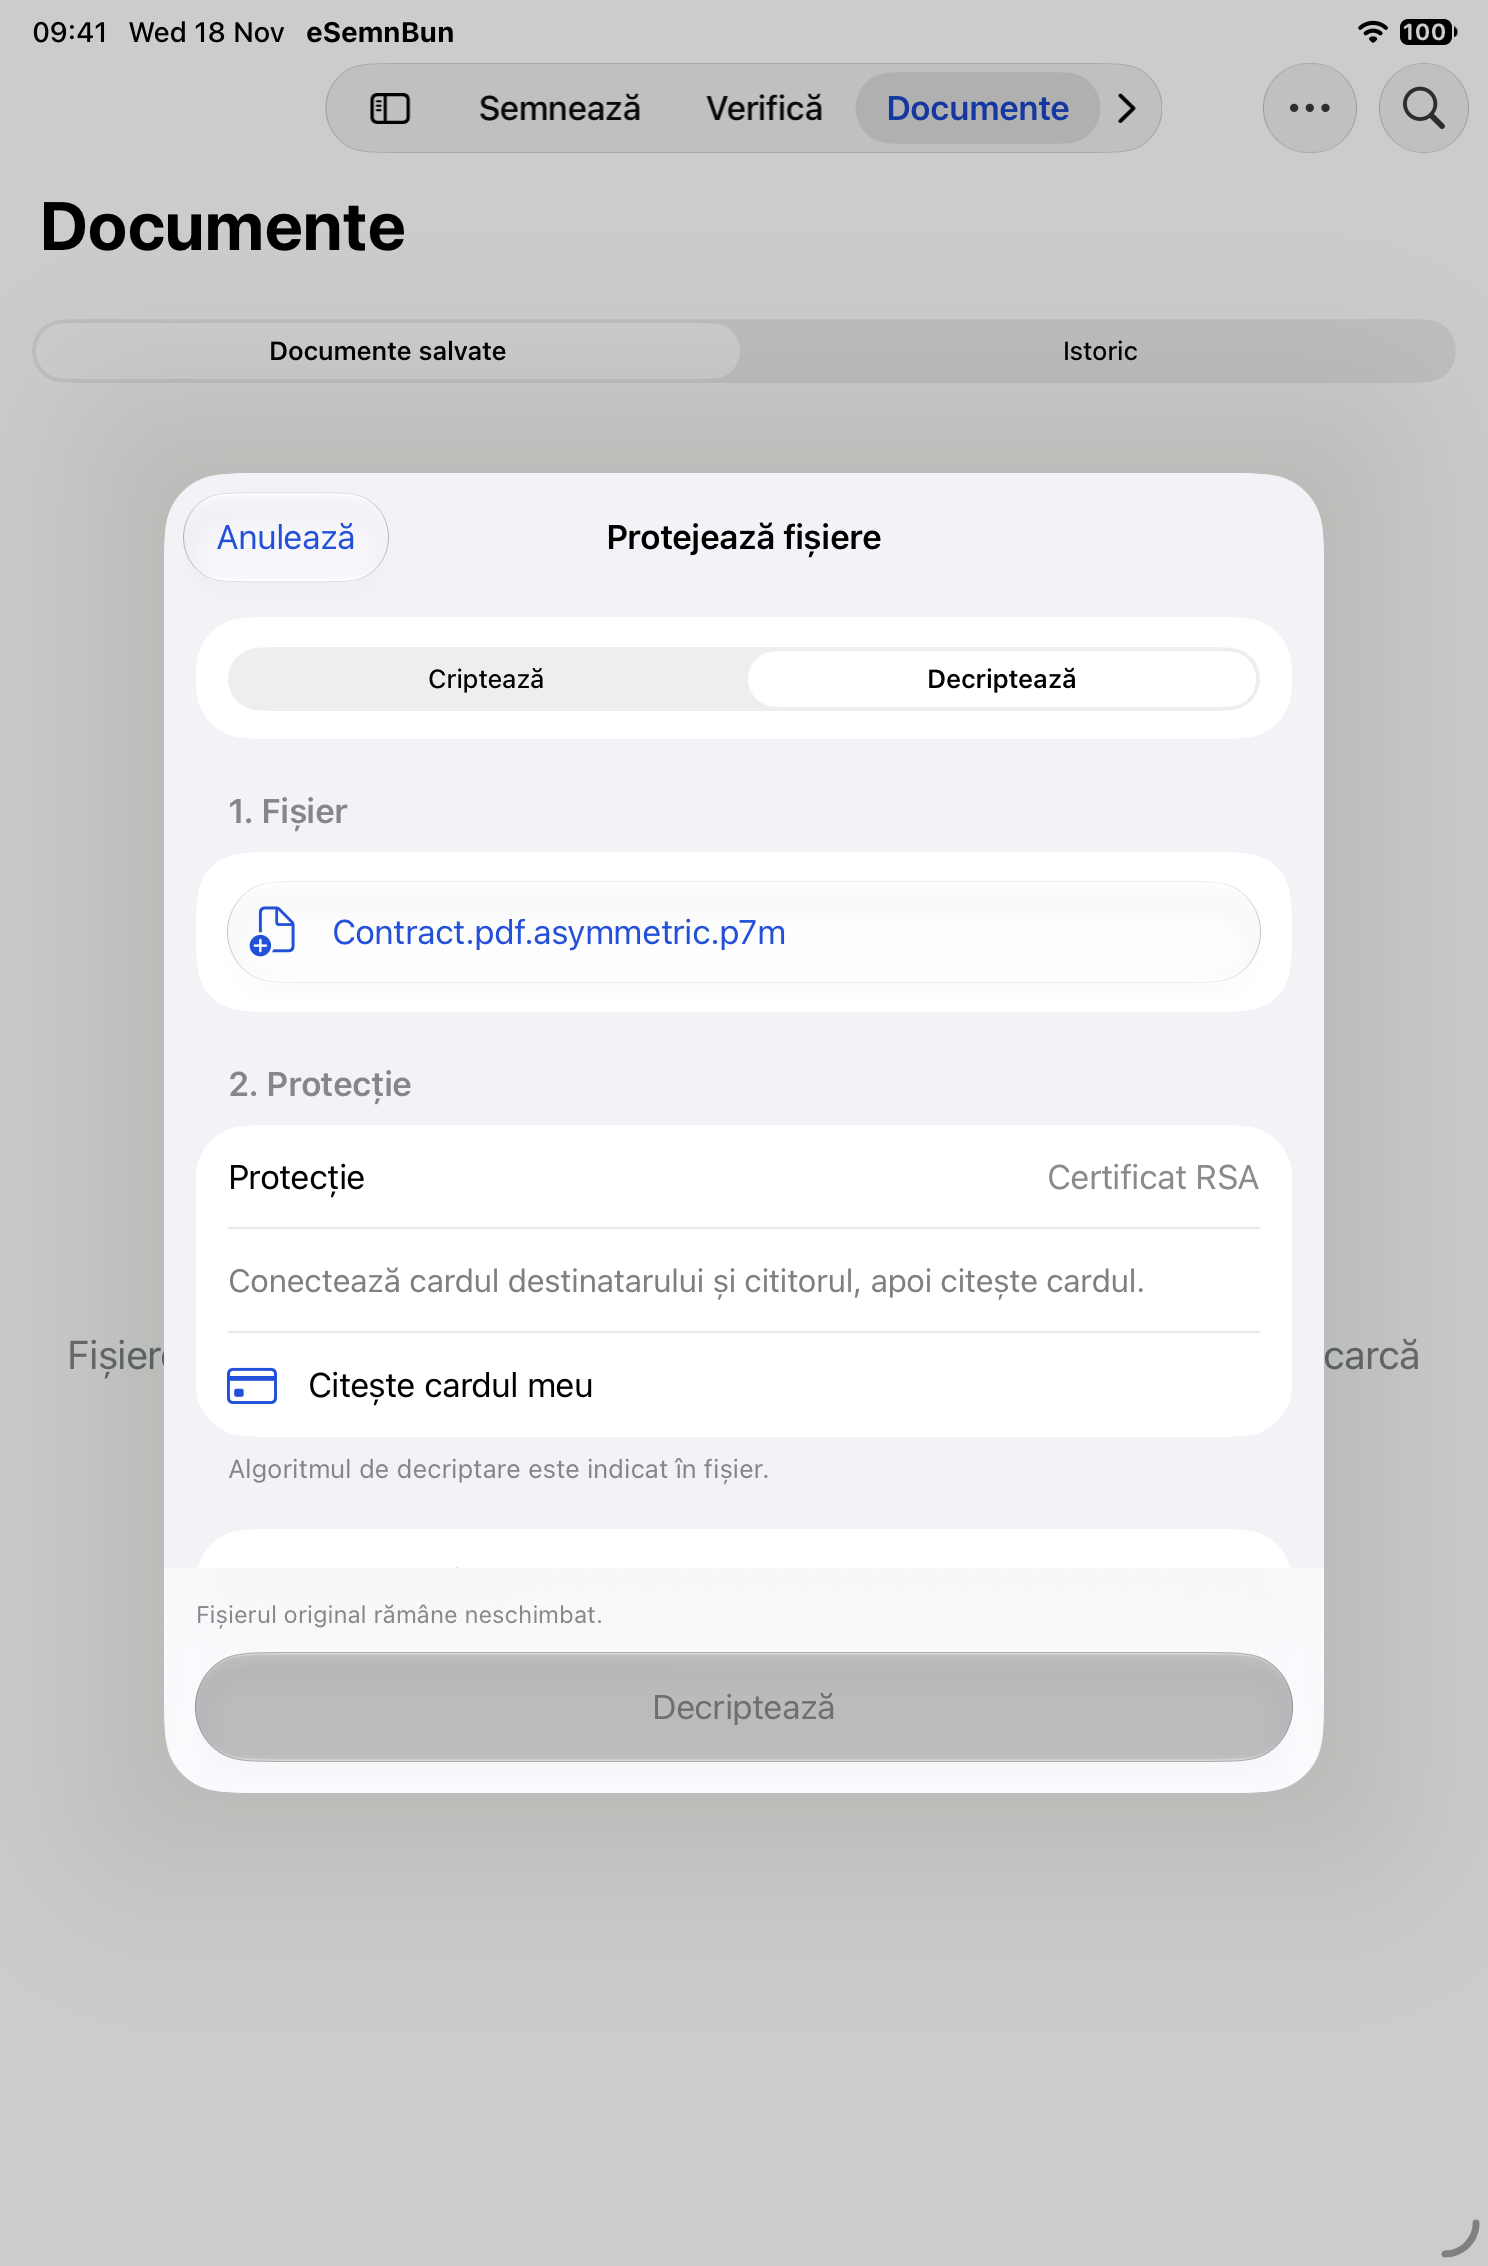 09:41 Wed 18 Nov eSemnBun 100
Semnează Verifică Documente
Documente
Documente salvate Istoric
Anulează Protejează fișiere
Criptează Decriptează
1. Fișier
Contract.pdf.asymmetric.p7m
2. Protecție
Protecție Certificat RSA
Conectează cardul destinatarului și cititorul, apoi citește cardul.
Citește cardul meu
Algoritmul de decriptare este indicat în fișier.
Fișierul original rămâne neschimbat.
Decriptează